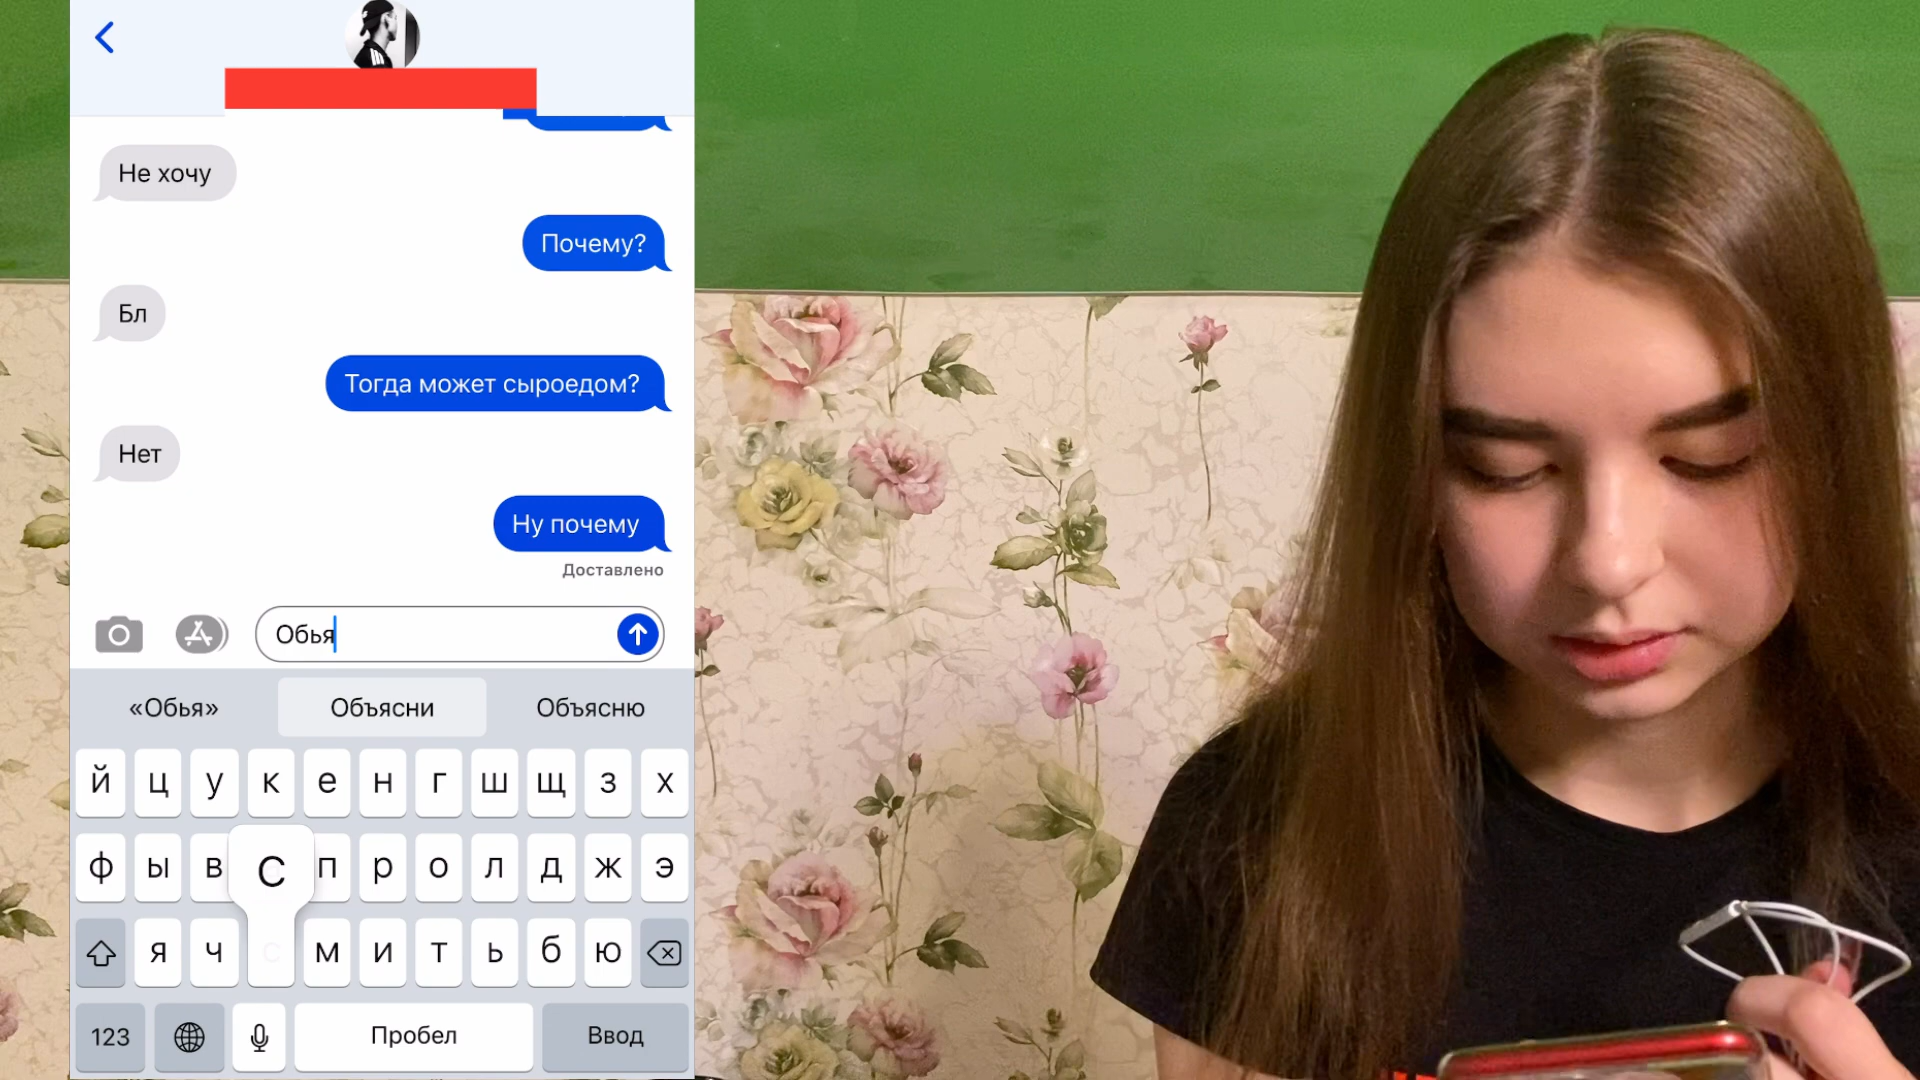 Не хочу
Почему?
Бл
Тогда может сыроедом?
Нет
Ну почему
Доставлено
Обья
«Обья» Объясни Объясню
й ц у к е н г ш щ з х
ф ы в с п р о л д ж э
я ч с м и т ь б ю
123 Пробел Ввод